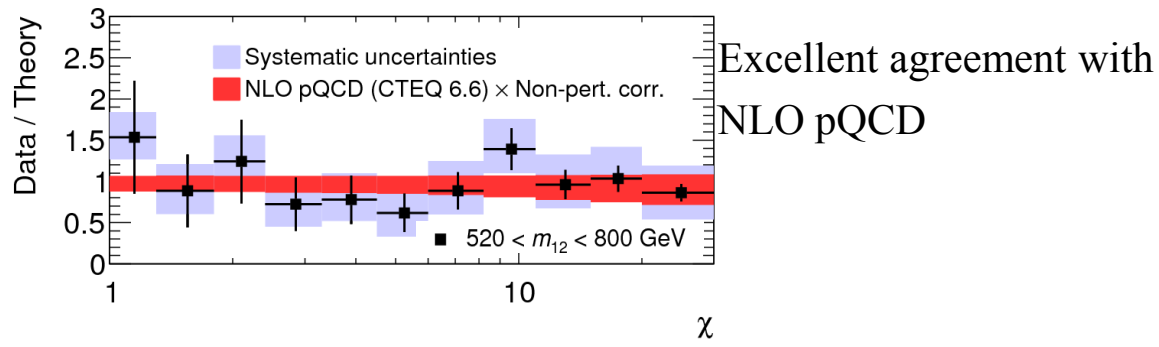 3
2.5
2
1.5
1
0.5
0
Data / Theory
Systematic uncertainties
NLO pQCD (CTEQ 6.6) × Non-pert. corr.
520 < m₁₂ < 800 GeV
1
10
χ
Excellent agreement with
NLO pQCD